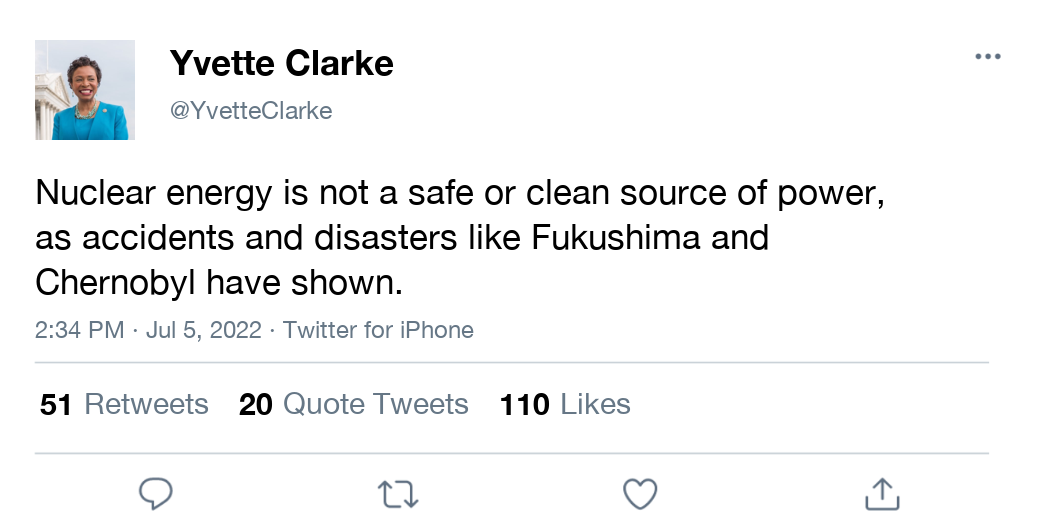 Yvette Clarke
@YvetteClarke
Nuclear energy is not a safe or clean source of power,
as accidents and disasters like Fukushima and
Chernobyl have shown.
2:34 PM · Jul 5, 2022 · Twitter for iPhone
51 Retweets 20 Quote Tweets 110 Likes